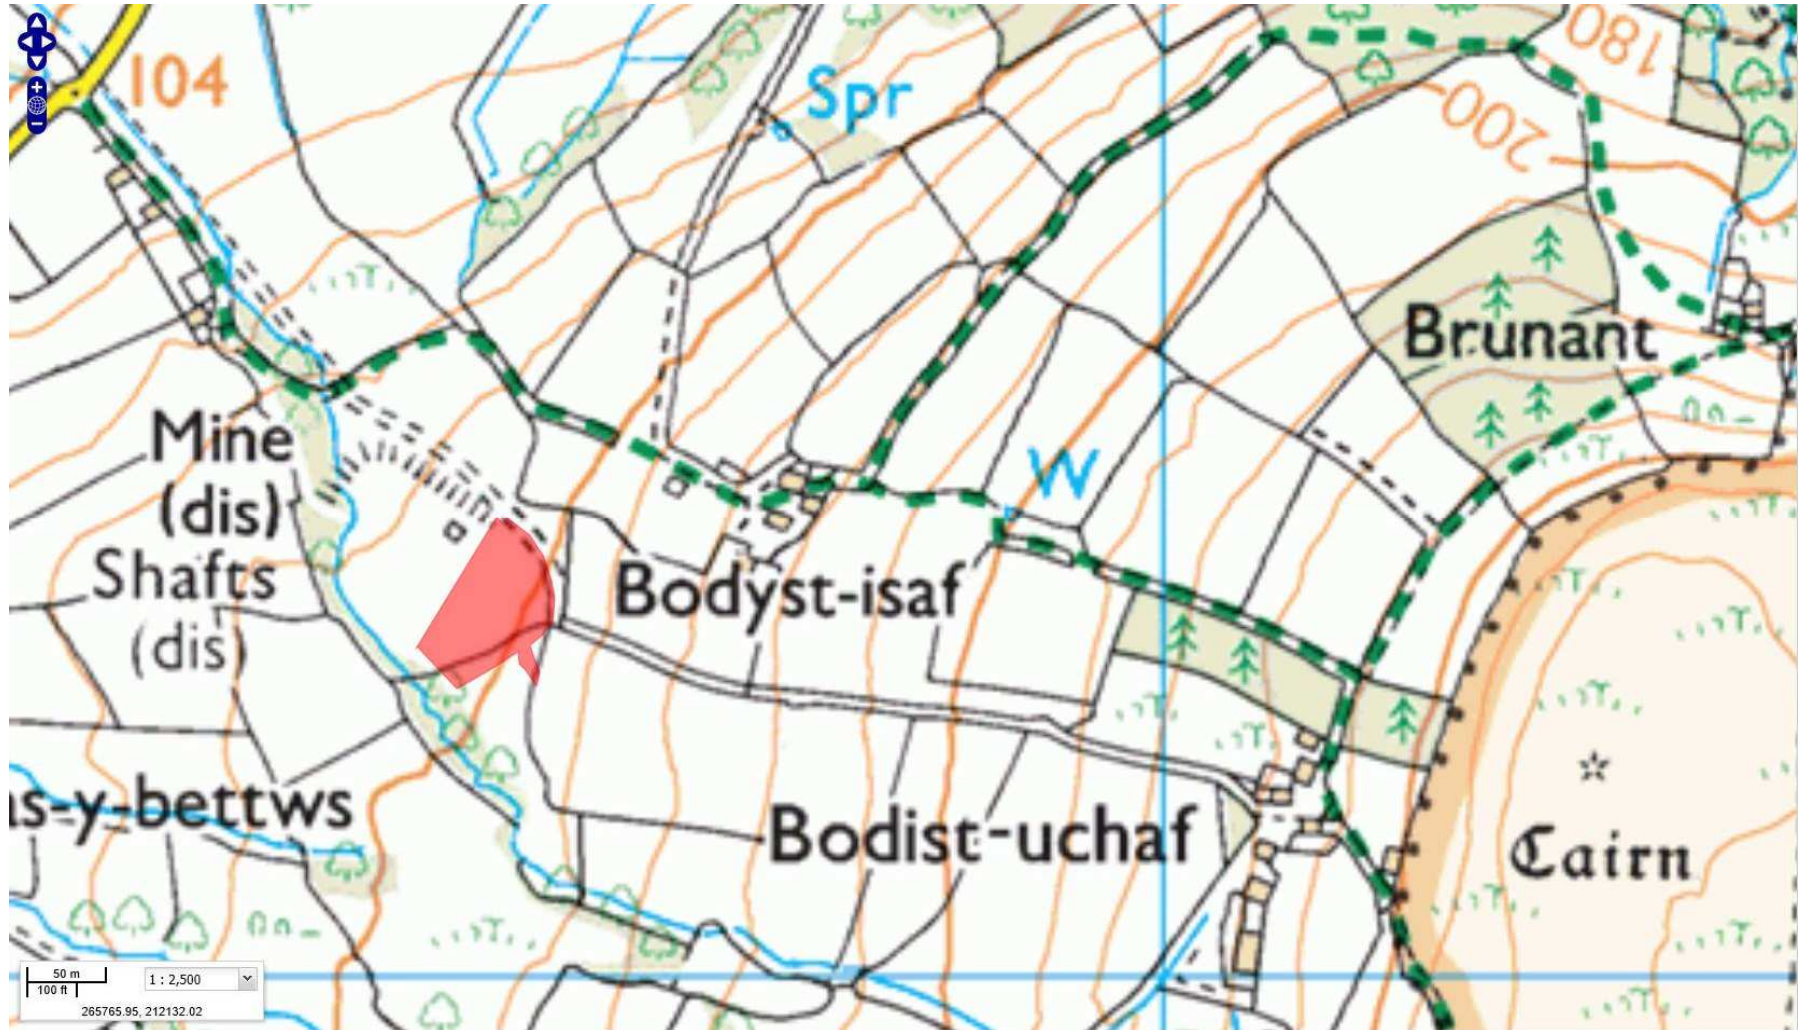 104
Spr
180
200
Brunant
Mine
(dis)
W
Shafts
(dis)
Bodyst-isaf
as-y-bettws
Bodist-uchaf
Cairn
50 m
100 ft
1 : 2,500
265765.95, 212132.02